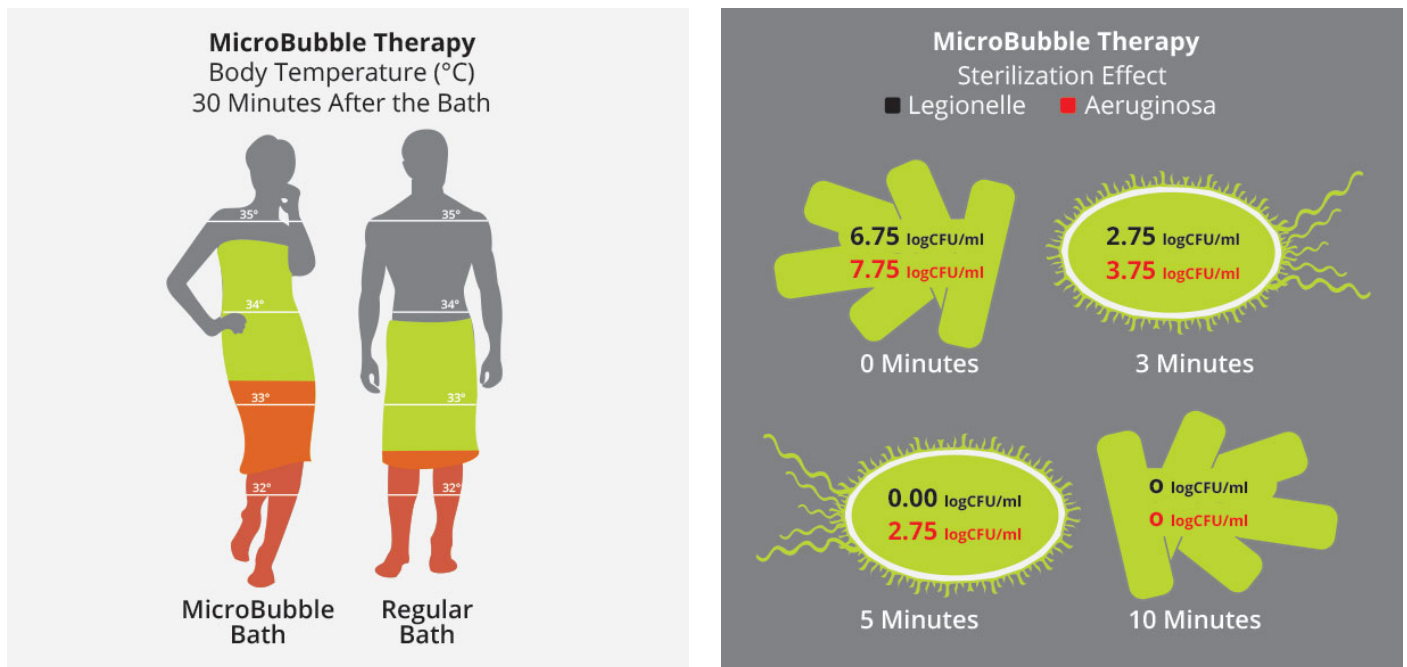 MicroBubble Therapy
Body Temperature (°C)
30 Minutes After the Bath
35° 35°
34° 34°
33° 33°
32° 32°
MicroBubble Bath
Regular Bath
MicroBubble Therapy
Sterilization Effect
Legionelle Aeruginosa
6.75 logCFU/ml
7.75 logCFU/ml
0 Minutes
2.75 logCFU/ml
3.75 logCFU/ml
3 Minutes
0.00 logCFU/ml
2.75 logCFU/ml
5 Minutes
o logCFU/ml
o logCFU/ml
10 Minutes